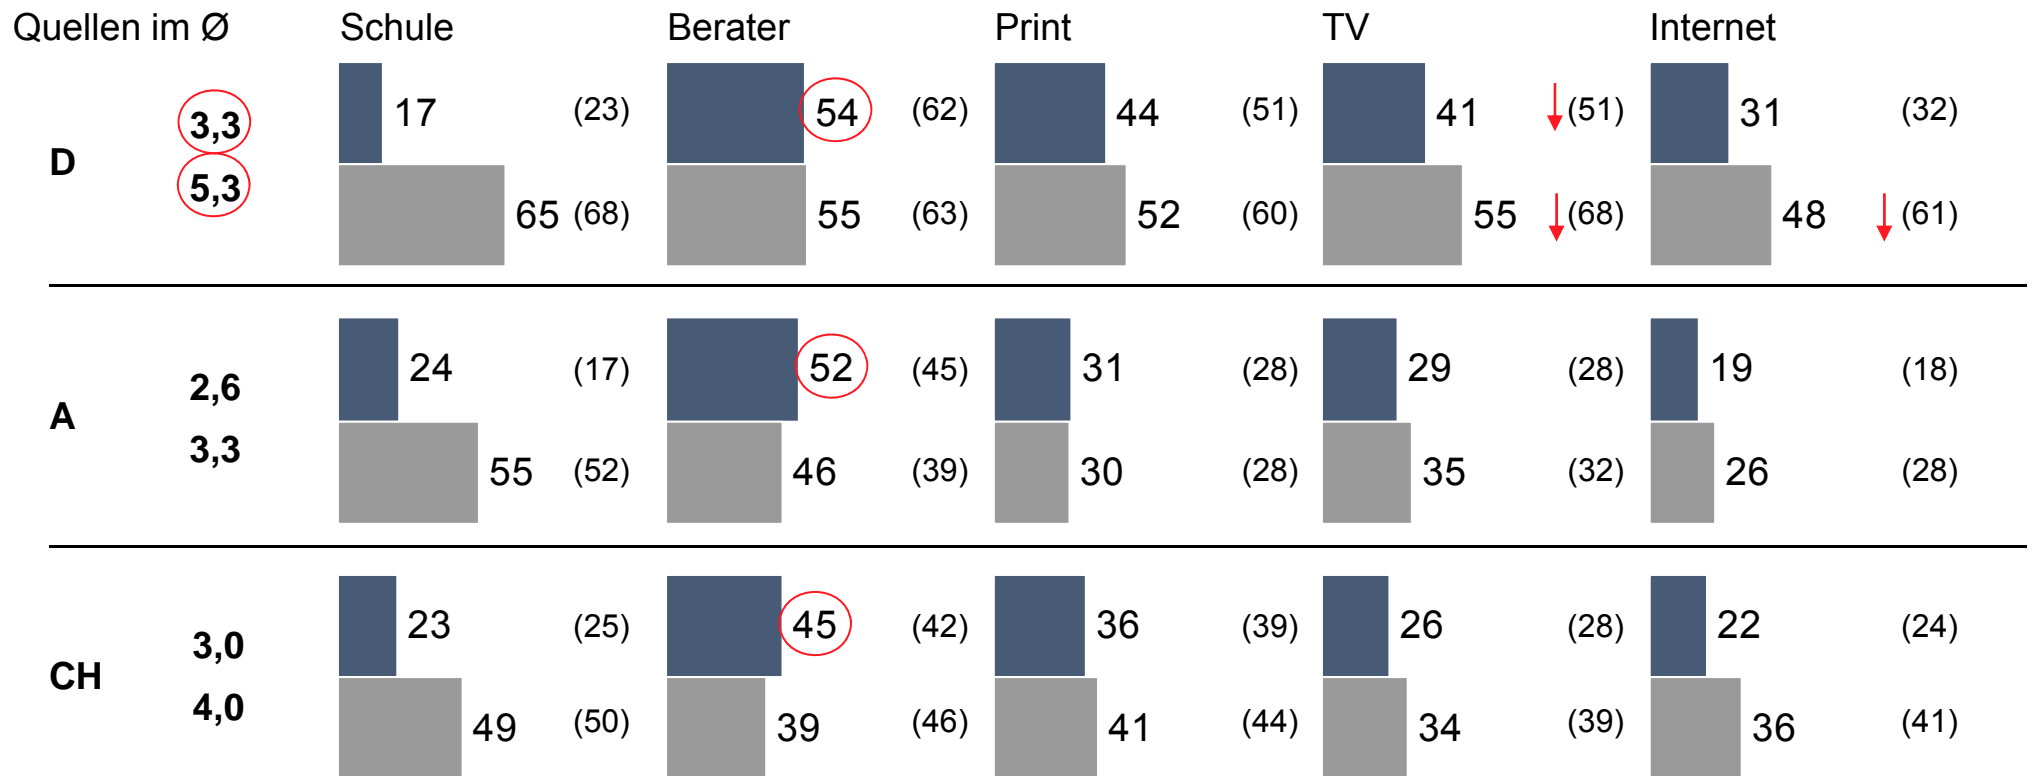 Quellen im Ø Schule Berater Print TV Internet
3,3 17 (23) 54 (62) 44 (51) 41 (51) 31 (32)
D
5,3 65 (68) 55 (63) 52 (60) 55 (68) 48 (61)
2,6 24 (17) 52 (45) 31 (28) 29 (28) 19 (18)
A
3,3 55 (52) 46 (39) 30 (28) 35 (32) 26 (28)
3,0 23 (25) 45 (42) 36 (39) 26 (28) 22 (24)
CH
4,0 49 (50) 39 (46) 41 (44) 34 (39) 36 (41)